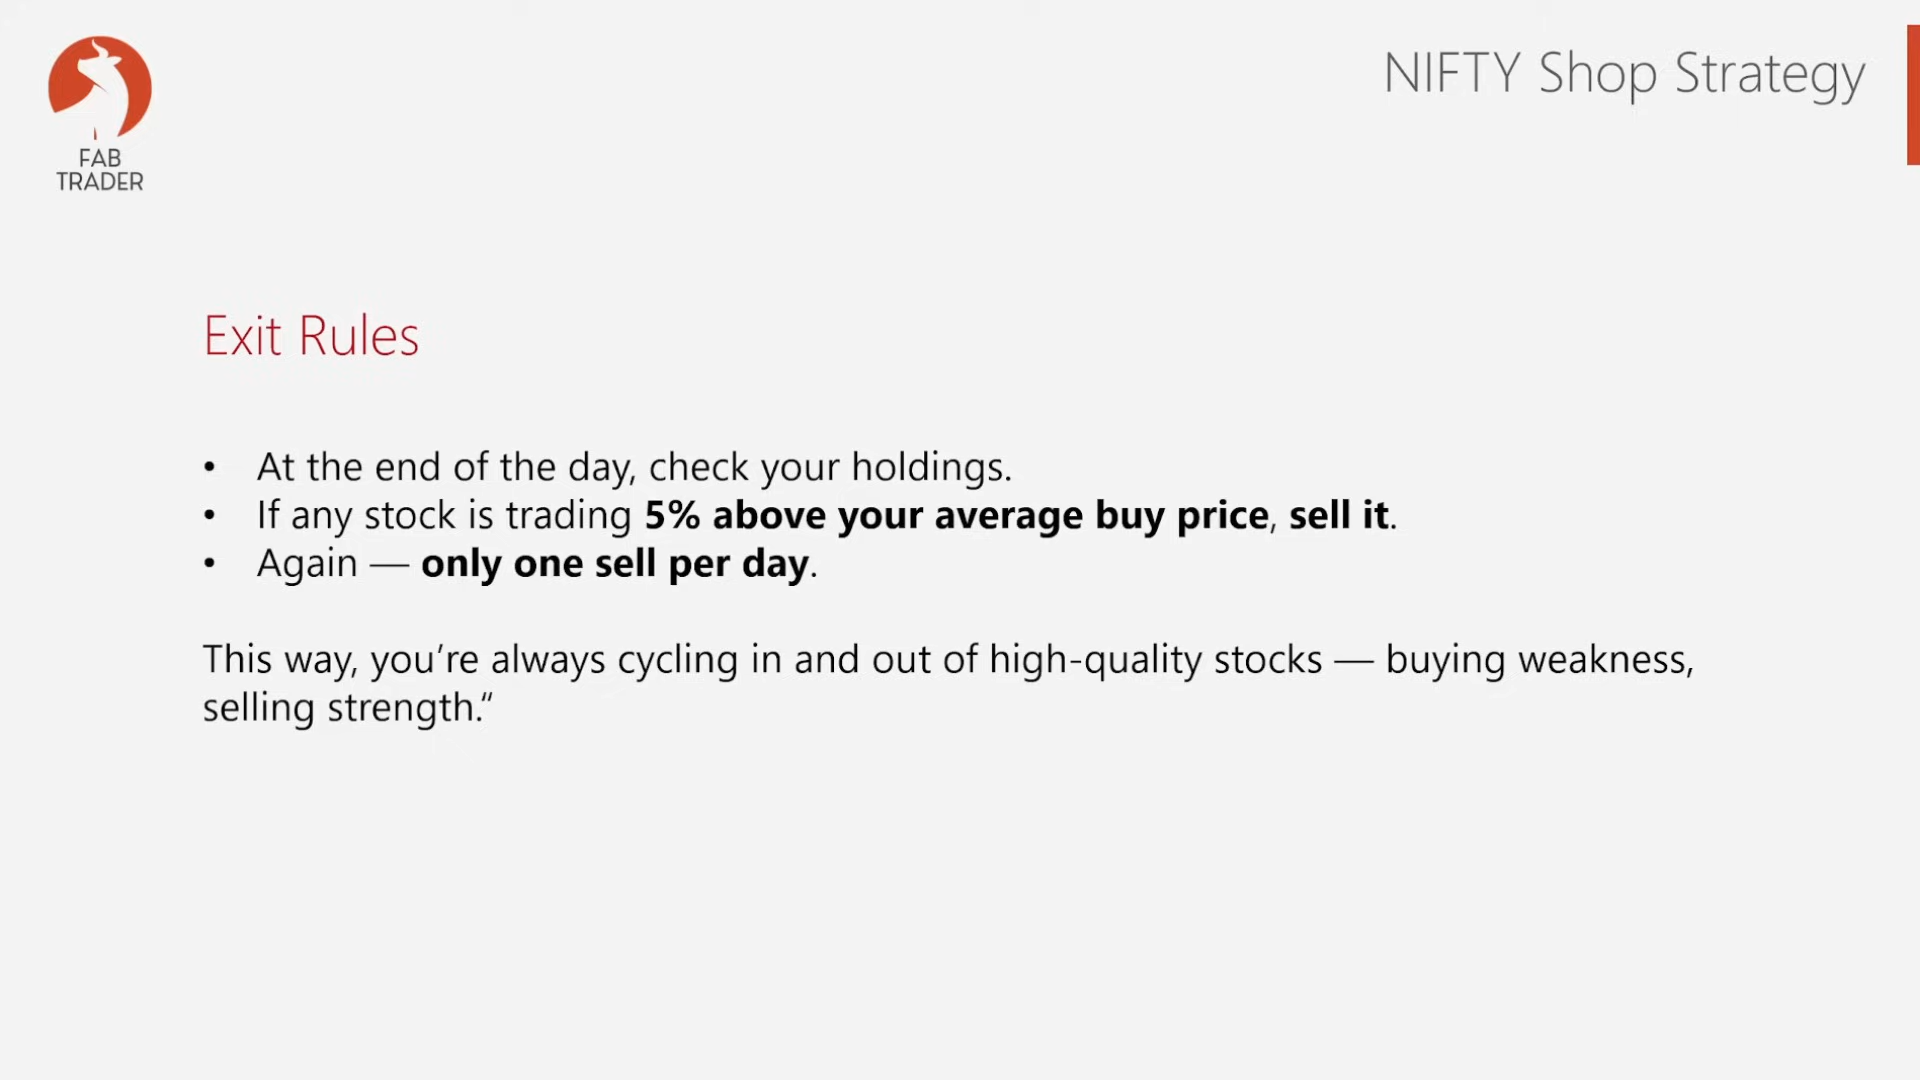 FAB
TRADER
NIFTY Shop Strategy
Exit Rules
• At the end of the day, check your holdings.
• If any stock is trading 5% above your average buy price, sell it.
• Again — only one sell per day.
This way, you’re always cycling in and out of high-quality stocks — buying weakness,
selling strength.“